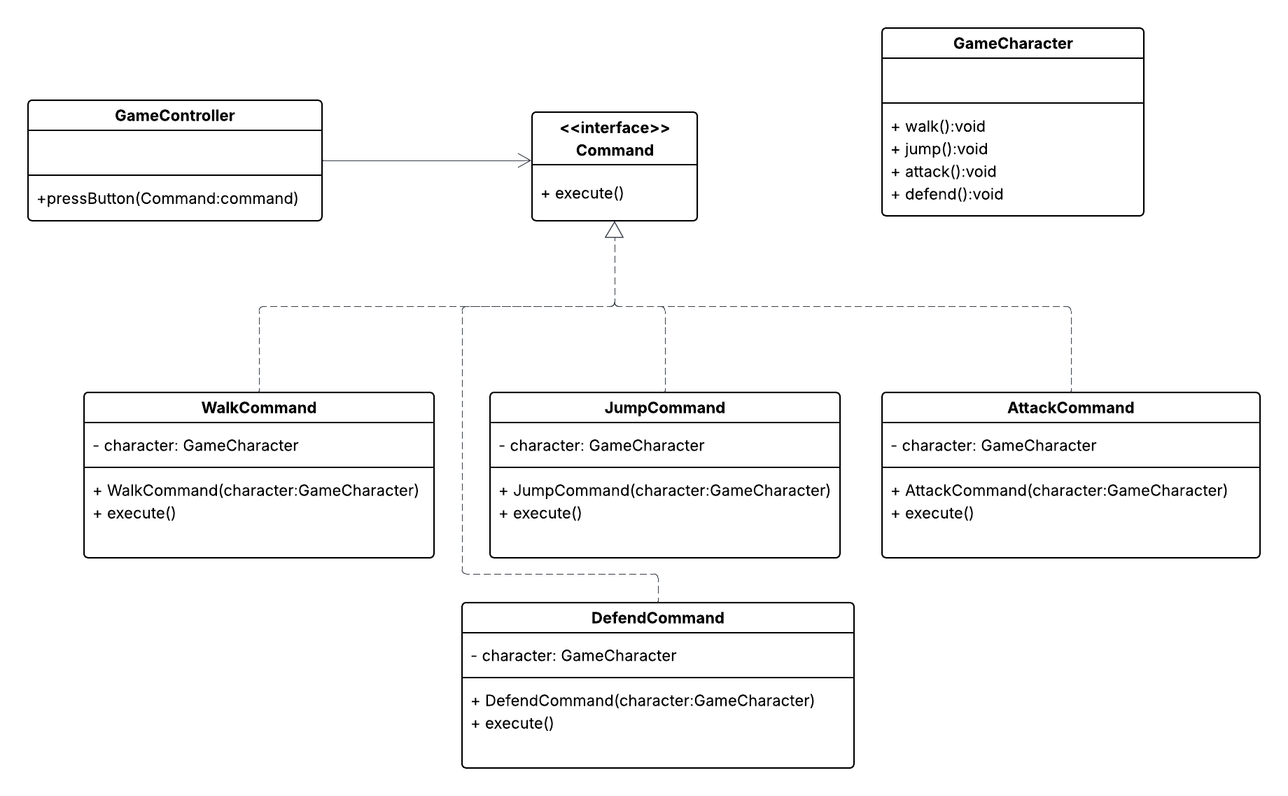 GameController
+pressButton(Command:command)
<<interface>>
Command
+ execute()
GameCharacter
+ walk():void
+ jump():void
+ attack():void
+ defend():void
WalkCommand
- character: GameCharacter
+ WalkCommand(character:GameCharacter)
+ execute()
JumpCommand
- character: GameCharacter
+ JumpCommand(character:GameCharacter)
+ execute()
AttackCommand
- character: GameCharacter
+ AttackCommand(character:GameCharacter)
+ execute()
DefendCommand
- character: GameCharacter
+ DefendCommand(character:GameCharacter)
+ execute()